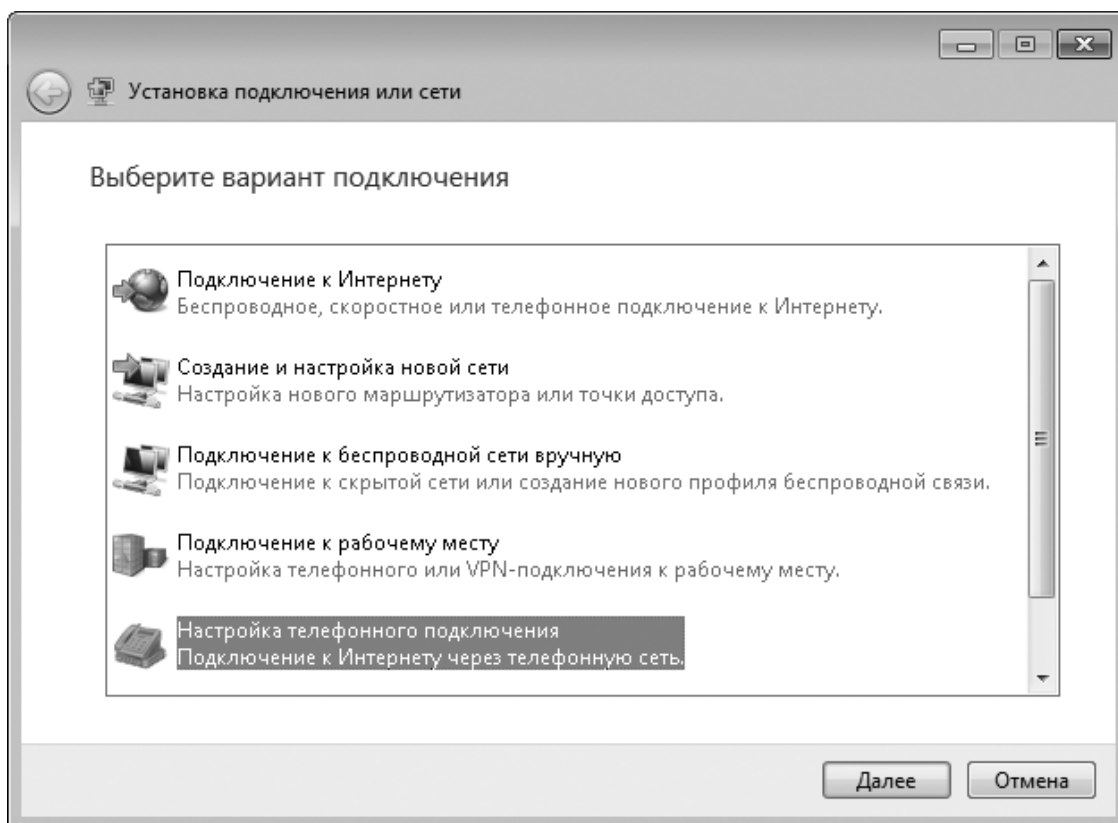 Установка подключения или сети
Выберите вариант подключения
Подключение к Интернету
Беспроводное, скоростное или телефонное подключение к Интернету.
Создание и настройка новой сети
Настройка нового маршрутизатора или точки доступа.
Подключение к беспроводной сети вручную
Подключение к скрытой сети или создание нового профиля беспроводной связи.
Подключение к рабочему месту
Настройка телефонного или VPN-подключения к рабочему месту.
Настройка телефонного подключения
Подключение к Интернету через телефонную сеть.
Далее
Отмена